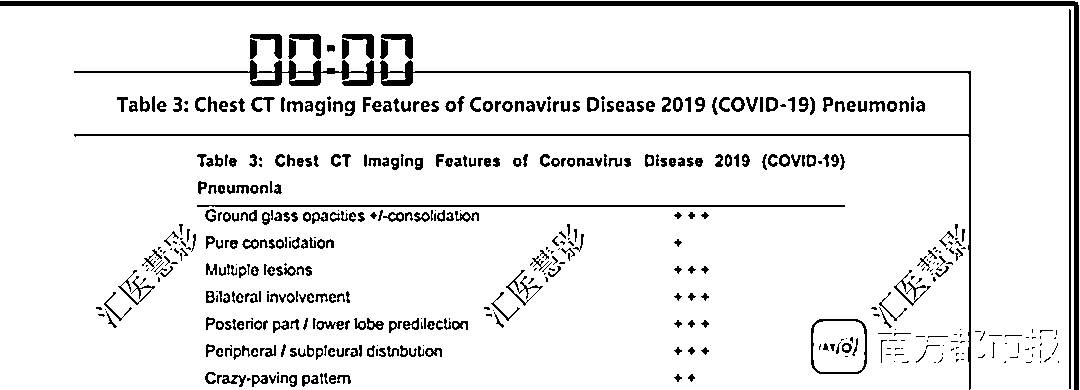 00:00
Table 3: Chest CT Imaging Features of Coronavirus Disease 2019 (COVID-19) Pneumonia
Table 3: Chest CT Imaging Features of Coronavirus Disease 2019 (COVID-19)
Pneumonia
Ground glass opacities +/-consolidation +++
Pure consolidation +
Multiple lesions +++
Bilateral involvement +++
Posterior part / lower lobe predilection +++
Peripheral / subpleural distribution +++
Crazy-paving pattern ++
汇医慧影
汇医慧影
汇医慧影
南方都市报